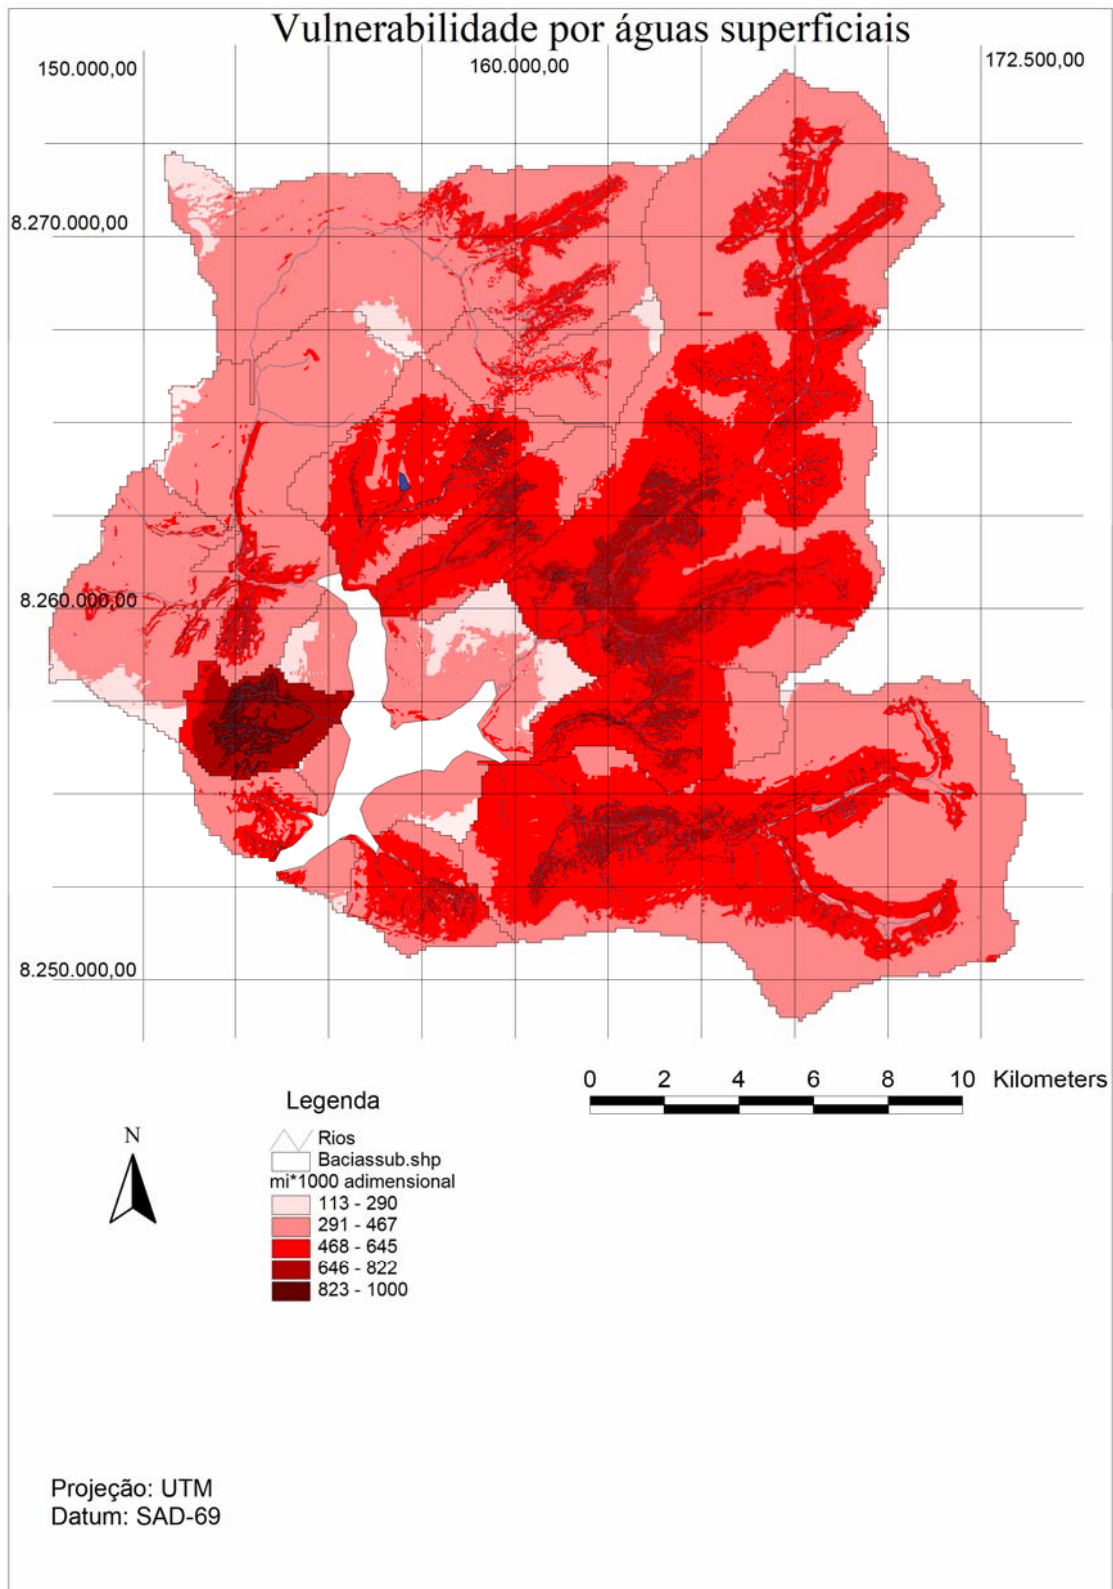 Vulnerabilidade por águas superficiais
150.000,00
160.000,00
172.500,00
8.270.000,00
8.260.000,00
8.250.000,00
0 2 4 6 8 10 Kilometers
Legenda
N
Rios
Baciassub.shp
mi*1000 adimensional
113 - 290
291 - 467
468 - 645
646 - 822
823 - 1000
Projeção: UTM
Datum: SAD-69